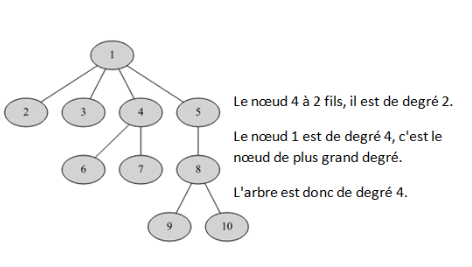 1
2
3
4
5
Le nœud 4 à 2 fils, il est de degré 2.
Le nœud 1 est de degré 4, c'est le
nœud de plus grand degré.
6
7
8
L'arbre est donc de degré 4.
9
10